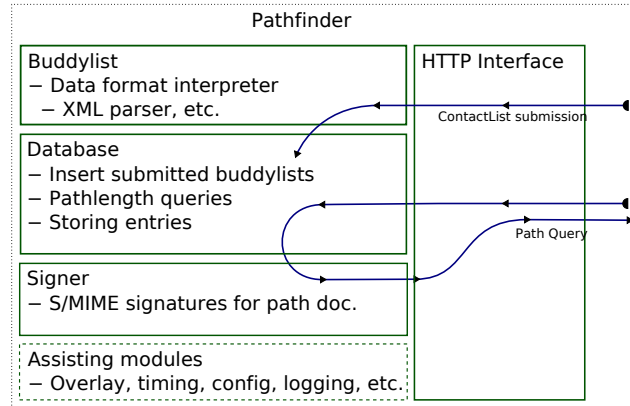 Pathfinder
Buddylist
− Data format interpreter
− XML parser, etc.
HTTP Interface
ContactList submission
Database
− Insert submitted buddylists
− Pathlength queries
− Storing entries
Path Query
Signer
− S/MIME signatures for path doc.
Assisting modules
− Overlay, timing, config, logging, etc.